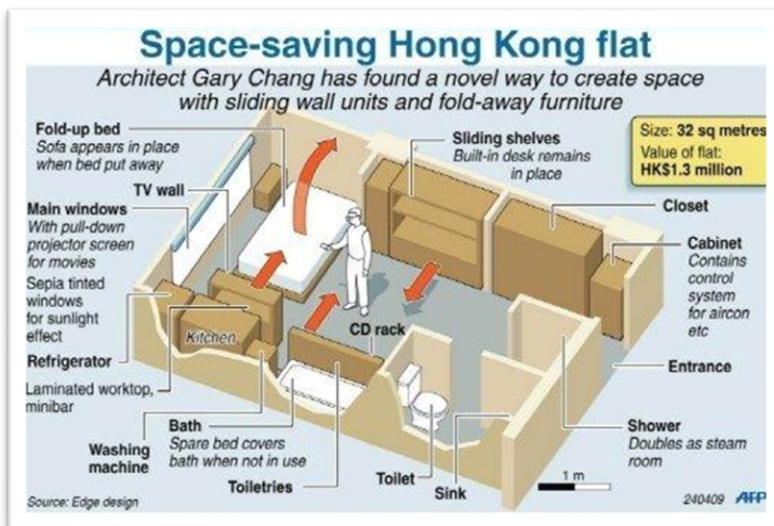 Space-saving Hong Kong flat
Architect Gary Chang has found a novel way to create space
with sliding wall units and fold-away furniture
Fold-up bed
Sofa appears in place
when bed put away
TV wall
Main windows
With pull-down
projector screen
for movies
Sepia tinted
windows
for sunlight
effect
Refrigerator
Laminated worktop,
minibar
Washing
machine
Kitchen
Bath
Spare bed covers
bath when not in use
Toiletries
CD rack
Toilet
Sink
Sliding shelves
Built-in desk remains
in place
Size: 32 sq metres
Value of flat:
HK$1.3 million
Closet
Cabinet
Contains
control
system
for aircon
etc
Entrance
Shower
Doubles as steam
room
1 m
Source: Edge design
240409 AFP